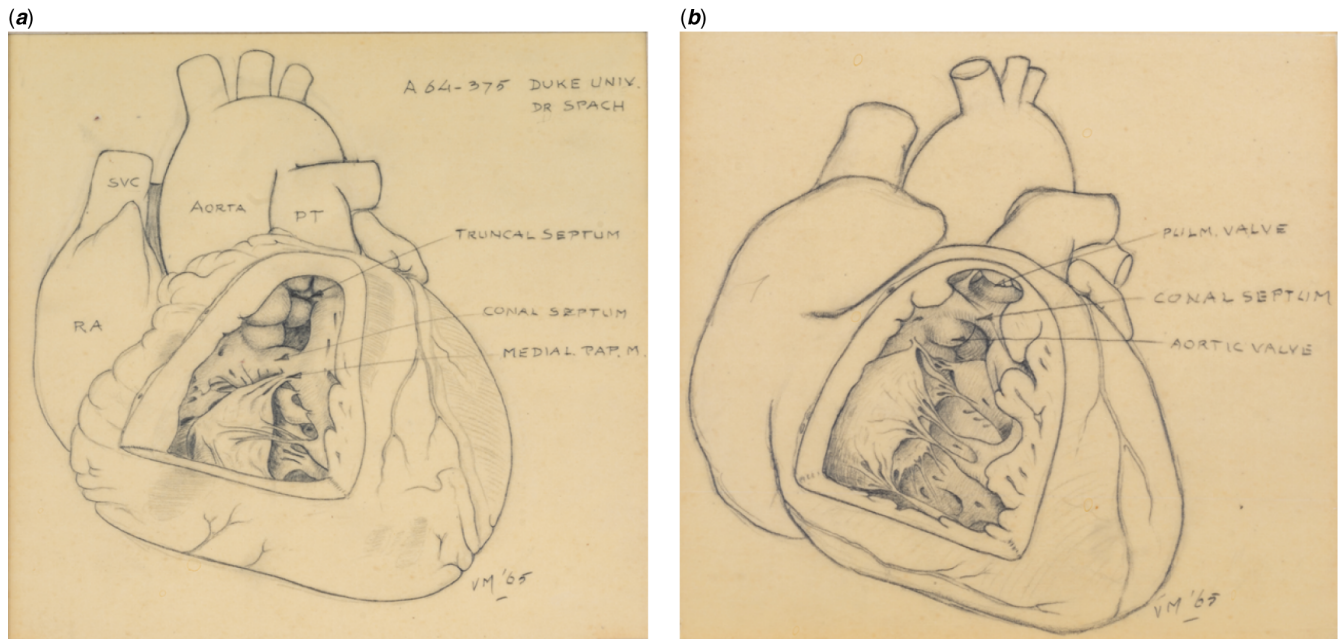 (a)
A 64-375 DUKE UNIV.
DR SPACH
SVC
AORTA
PT
TRUNCAL SEPTUM
CONAL SEPTUM
RA
MEDIAL PAP. M.
VM '65
(b)
PULM. VALVE
CONAL SEPTUM
AORTIC VALVE
VM '65